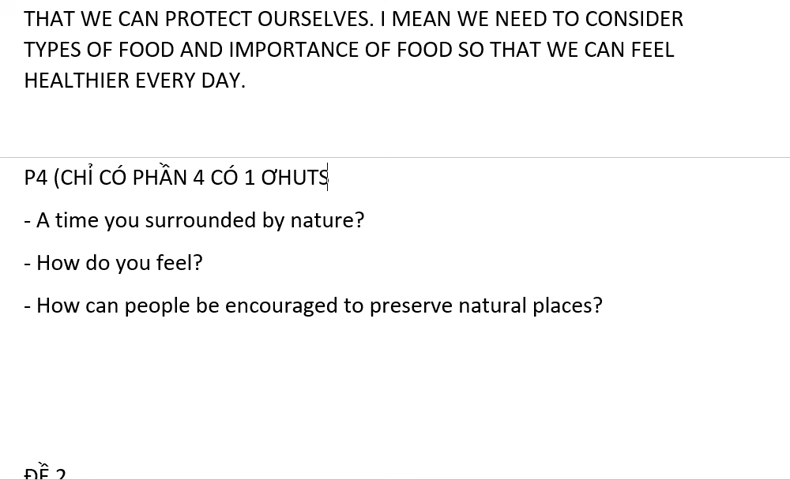 THAT WE CAN PROTECT OURSELVES. I MEAN WE NEED TO CONSIDER
TYPES OF FOOD AND IMPORTANCE OF FOOD SO THAT WE CAN FEEL
HEALTHIER EVERY DAY.
P4 (CHỈ CÓ PHẦN 4 CÓ 1 ƠHUTS
- A time you surrounded by nature?
- How do you feel?
- How can people be encouraged to preserve natural places?
ĐỀ 2